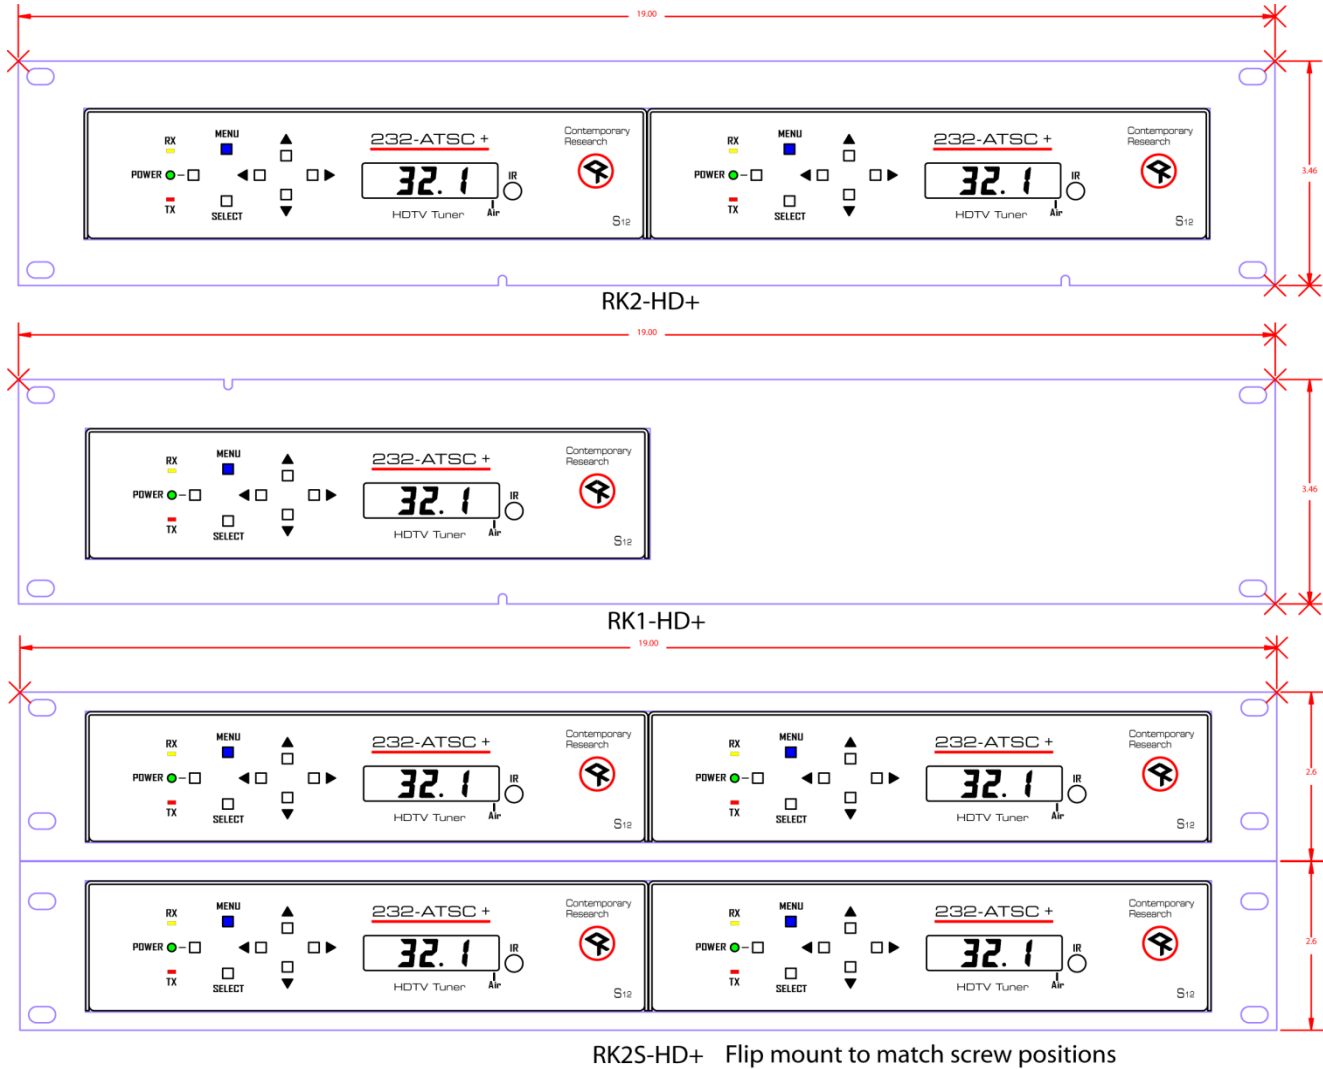 19.00
RX
MENU
232-ATSC +
Contemporary
Research
POWER
32.1
IR
TX
SELECT
HDTV Tuner
Air
S12
RX
MENU
232-ATSC +
Contemporary
Research
POWER
32.1
IR
TX
SELECT
HDTV Tuner
Air
S12
3.46
RK2-HD+
19.00
RX
MENU
232-ATSC +
Contemporary
Research
POWER
32.1
IR
TX
SELECT
HDTV Tuner
Air
S12
3.46
RK1-HD+
19.00
RX
MENU
232-ATSC +
Contemporary
Research
POWER
32.1
IR
TX
SELECT
HDTV Tuner
Air
S12
RX
MENU
232-ATSC +
Contemporary
Research
POWER
32.1
IR
TX
SELECT
HDTV Tuner
Air
S12
2.6
RX
MENU
232-ATSC +
Contemporary
Research
POWER
32.1
IR
TX
SELECT
HDTV Tuner
Air
S12
RX
MENU
232-ATSC +
Contemporary
Research
POWER
32.1
IR
TX
SELECT
HDTV Tuner
Air
S12
2.6
RK2S-HD+ Flip mount to match screw positions